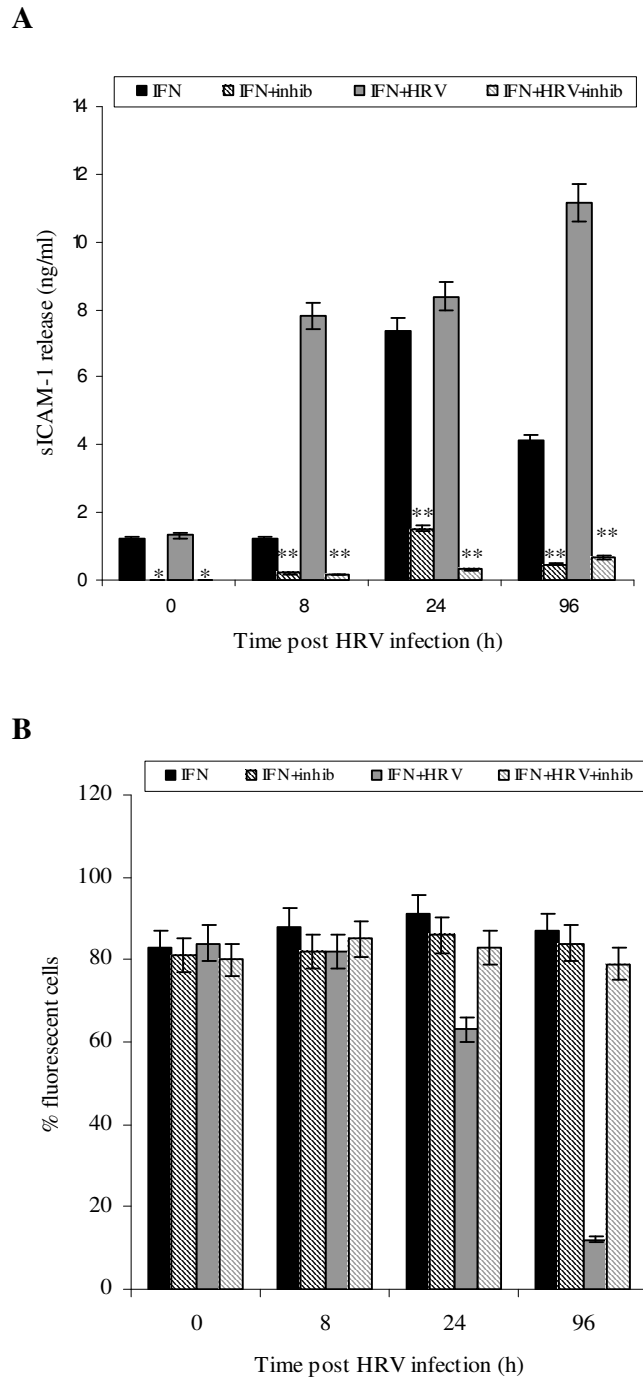 A
IFN IFN+inhib IFN+HRV IFN+HRV+inhib
14
12
10
8
6
4
2
0
sICAM-1 release (ng/ml)
* *
** **
** **
** **
0 8 24 96
Time post HRV infection (h)
B
IFN IFN+inhib IFN+HRV IFN+HRV+inhib
120
100
80
60
40
20
0
% fluoresecent cells
0 8 24 96
Time post HRV infection (h)